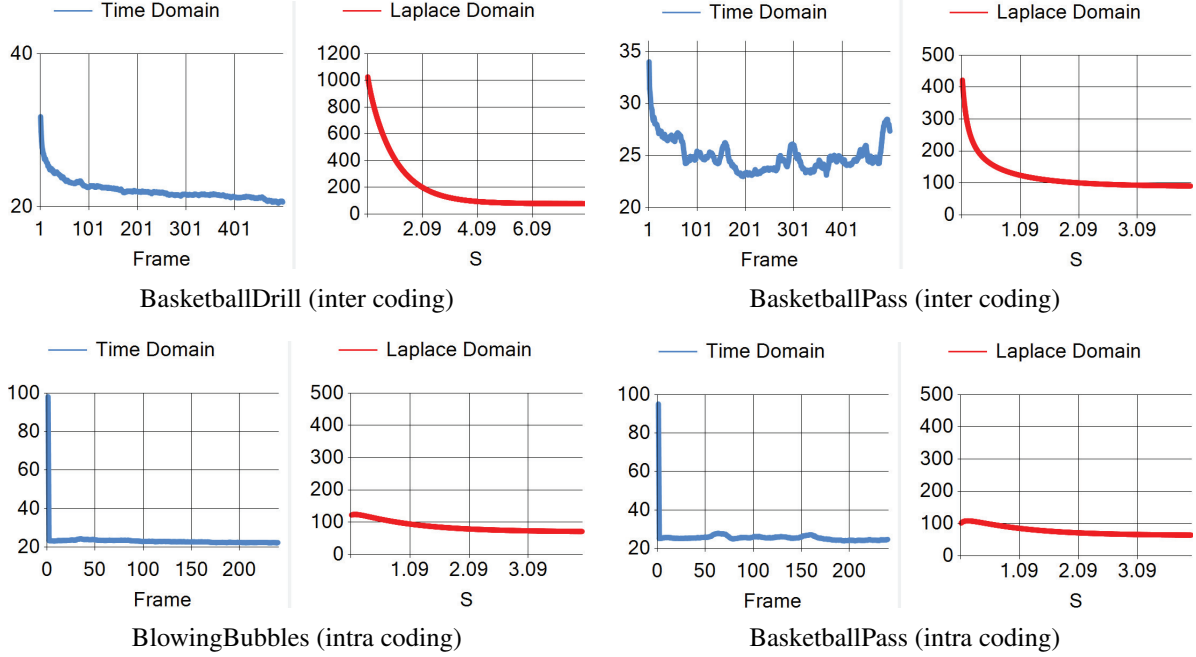 Time Domain
Laplace Domain
40
20
1 101 201 301 401
Frame
1200
1000
800
600
400
200
0
2.09 4.09 6.09
S
BasketballDrill (inter coding)
Time Domain
Laplace Domain
35
30
25
20
1 101 201 301 401
Frame
500
400
300
200
100
0
1.09 2.09 3.09
S
BasketballPass (inter coding)
Time Domain
Laplace Domain
100
80
60
40
20
0 50 100 150 200
Frame
500
400
300
200
100
0
1.09 2.09 3.09
S
BlowingBubbles (intra coding)
Time Domain
Laplace Domain
100
80
60
40
20
0 50 100 150 200
Frame
500
400
300
200
100
0
1.09 2.09 3.09
S
BasketballPass (intra coding)